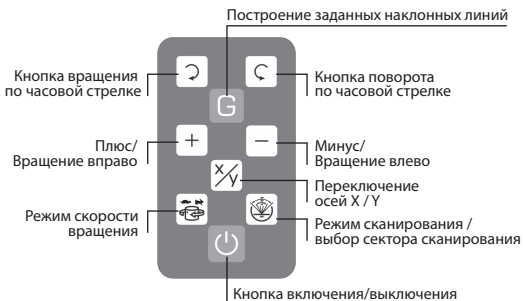 Построение заданных наклонных линий
Кнопка вращения
по часовой стрелке
Кнопка поворота
по часовой стрелке
G
Плюс/
Вращение вправо
+
−
Минус/
Вращение влево
X/y
Переключение
осей X / Y
Режим скорости
вращения
Режим сканирования /
выбор сектора сканирования
Кнопка включения/выключения